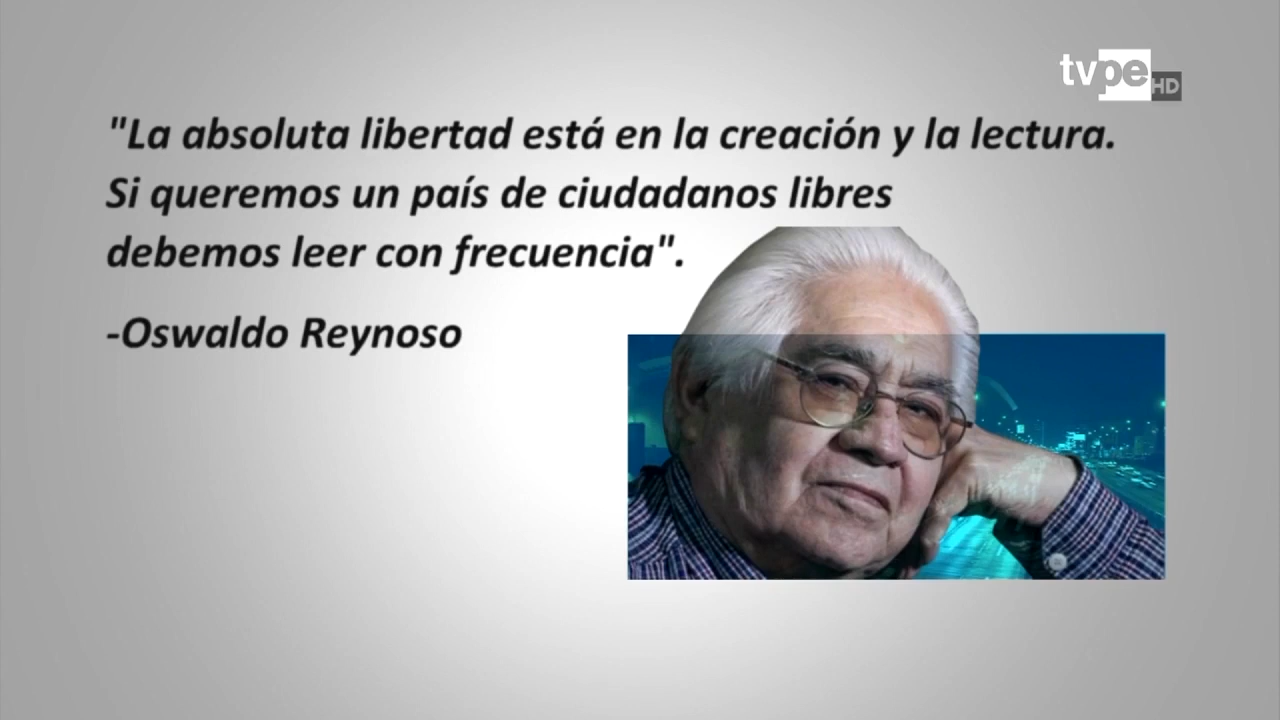 tvpe HD
"La absoluta libertad está en la creación y la lectura.
Si queremos un país de ciudadanos libres
debemos leer con frecuencia".
-Oswaldo Reynoso